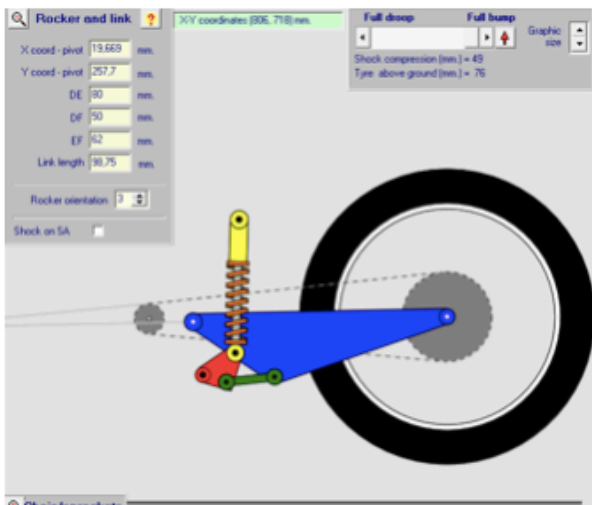 Rocker and link ?
X coord - pivot 19,669 mm.
Y coord - pivot 257,7 mm.
DE 80 mm.
DF 50 mm.
EF 62 mm.
Link length 98,75 mm.
Rocker orientation 3
Shock on SA
X-Y coordinates (806, 718) mm.
Full droop Full bump
Graphic size
Shock compression (mm.) = 49
Tyre above ground (mm.) = 76